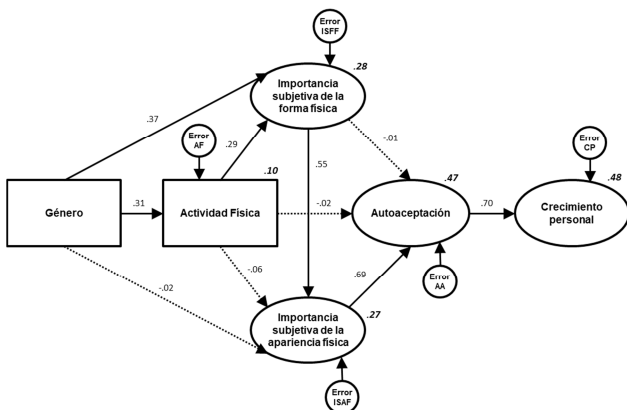 Error
ISFF
.28
Importancia
subjetiva de la
forma física
.37
Error
AF
.29
-.01
Error
CP
.10
.55
.47
.48
Género
.31
Actividad Física
-.02
Autoaceptación
.70
Crecimiento
personal
-.06
.69
Error
AA
-.02
Importancia
subjetiva de la
apariencia física
.27
Error
ISAF